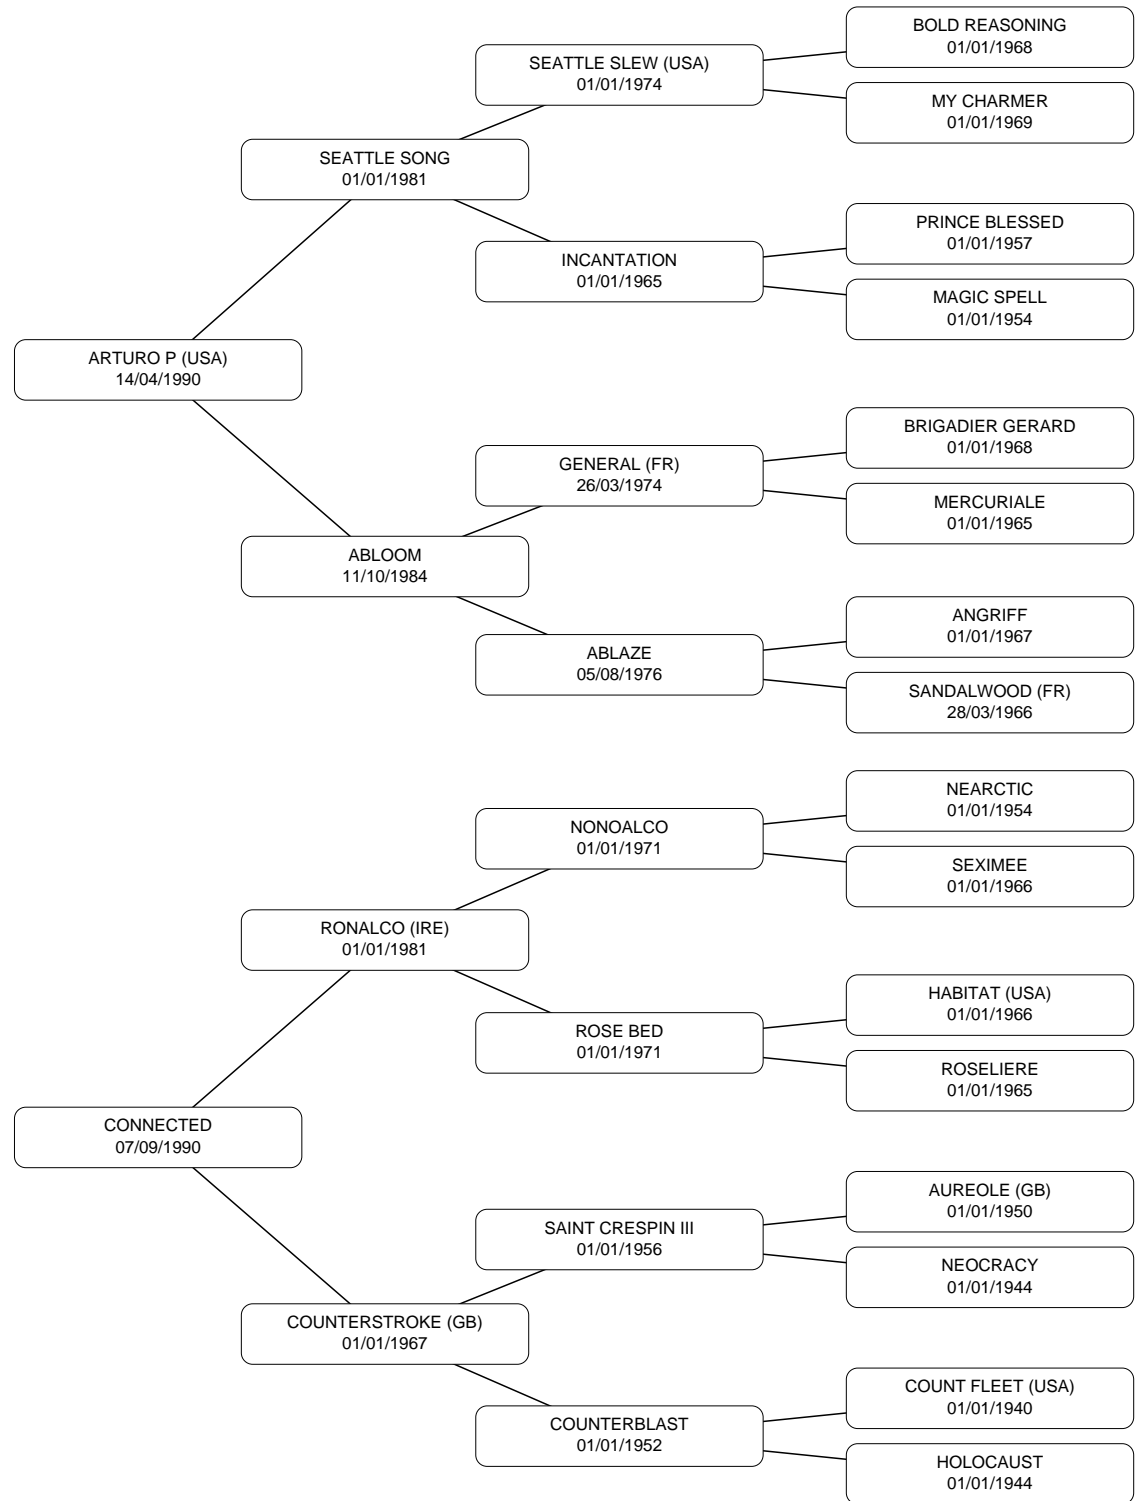 BOLD REASONING
01/01/1968
SEATTLE SLEW (USA)
01/01/1974
MY CHARMER
01/01/1969
SEATTLE SONG
01/01/1981
PRINCE BLESSED
01/01/1957
INCANTATION
01/01/1965
MAGIC SPELL
01/01/1954
ARTURO P (USA)
14/04/1990
BRIGADIER GERARD
01/01/1968
GENERAL (FR)
26/03/1974
MERCURIALE
01/01/1965
ABLOOM
11/10/1984
ANGRIFF
01/01/1967
ABLAZE
05/08/1976
SANDALWOOD (FR)
28/03/1966
NEARCTIC
01/01/1954
NONOALCO
01/01/1971
SEXIMEE
01/01/1966
RONALCO (IRE)
01/01/1981
HABITAT (USA)
01/01/1966
ROSE BED
01/01/1971
ROSELIERE
01/01/1965
CONNECTED
07/09/1990
AUREOLE (GB)
01/01/1950
SAINT CRESPIN III
01/01/1956
NEOCRACY
01/01/1944
COUNTERSTROKE (GB)
01/01/1967
COUNT FLEET (USA)
01/01/1940
COUNTERBLAST
01/01/1952
HOLOCAUST
01/01/1944